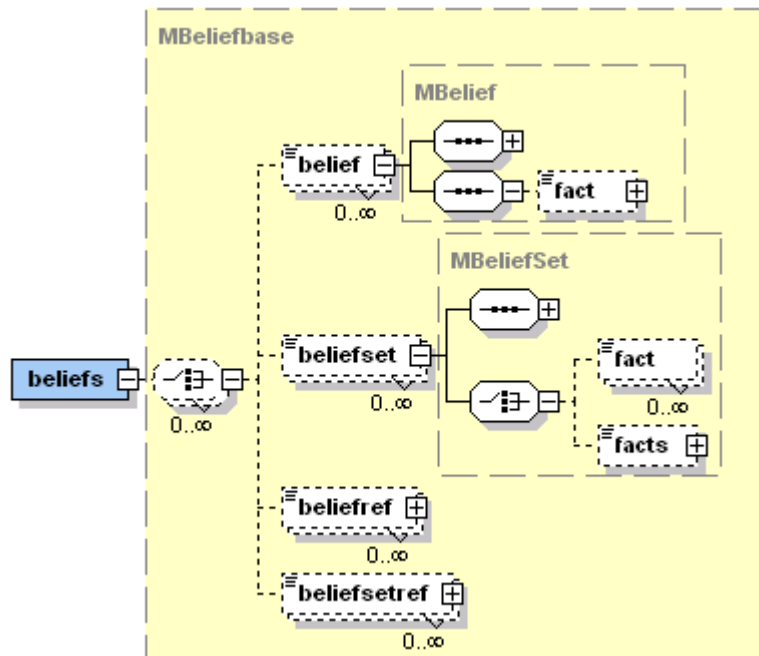 MBeliefbase
MBelief
belief
0..∞
fact
MBeliefSet
beliefset
0..∞
fact
0..∞
facts
beliefs
0..∞
beliefref
0..∞
beliefsetref
0..∞